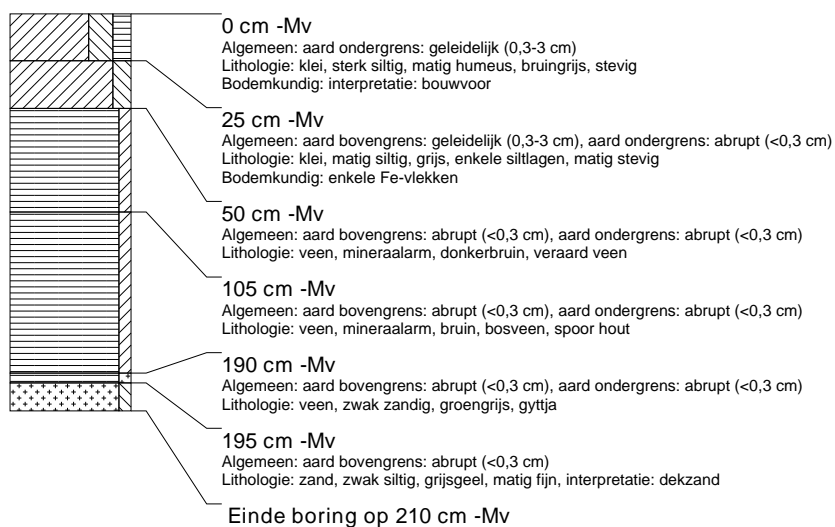 0 cm -Mv
Algemeen: aard ondergrens: geleidelijk (0,3-3 cm)
Lithologie: klei, sterk siltig, matig humeus, bruingrijs, stevig
Bodemkundig: interpretatie: bouwvoor
25 cm -Mv
Algemeen: aard bovengrens: geleidelijk (0,3-3 cm), aard ondergrens: abrupt (<0,3 cm)
Lithologie: klei, matig siltig, grijs, enkele siltlagen, matig stevig
Bodemkundig: enkele Fe-vlekken
50 cm -Mv
Algemeen: aard bovengrens: abrupt (<0,3 cm), aard ondergrens: abrupt (<0,3 cm)
Lithologie: veen, mineraalarm, donkerbruin, veraard veen
105 cm -Mv
Algemeen: aard bovengrens: abrupt (<0,3 cm), aard ondergrens: abrupt (<0,3 cm)
Lithologie: veen, mineraalarm, bruin, bosveen, spoor hout
190 cm -Mv
Algemeen: aard bovengrens: abrupt (<0,3 cm), aard ondergrens: abrupt (<0,3 cm)
Lithologie: veen, zwak zandig, groengrijs, gyttja
195 cm -Mv
Algemeen: aard bovengrens: abrupt (<0,3 cm)
Lithologie: zand, zwak siltig, grijsgeel, matig fijn, interpretatie: dekzand
Einde boring op 210 cm -Mv